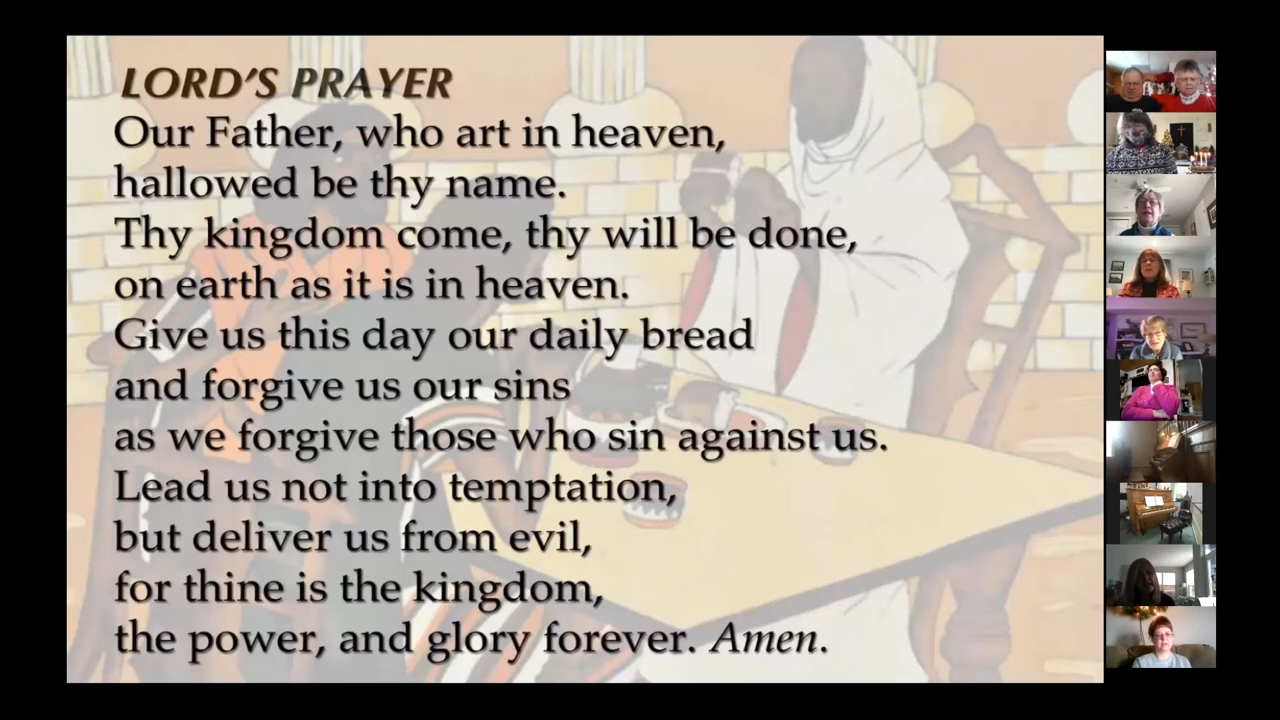 LORD'S PRAYER
Our Father, who art in heaven,
hallowed be thy name.
Thy kingdom come, thy will be done,
on earth as it is in heaven.
Give us this day our daily bread
and forgive us our sins
as we forgive those who sin against us.
Lead us not into temptation,
but deliver us from evil,
for thine is the kingdom,
the power, and glory forever. Amen.